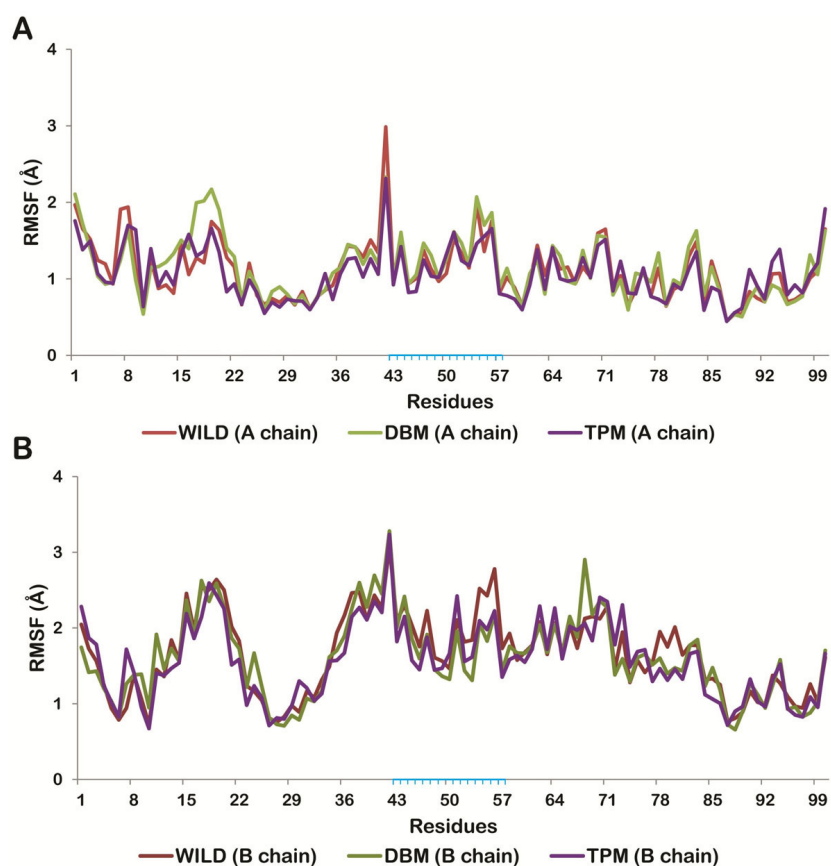 A
4
3
2
1
0
RMSF (Å)
1 8 15 22 29 36 43 50 57 64 71 78 85 92 99
Residues
WILD (A chain) DBM (A chain) TPM (A chain)
B
4
3
2
1
0
RMSF (Å)
1 8 15 22 29 36 43 50 57 64 71 78 85 92 99
Residues
WILD (B chain) DBM (B chain) TPM (B chain)